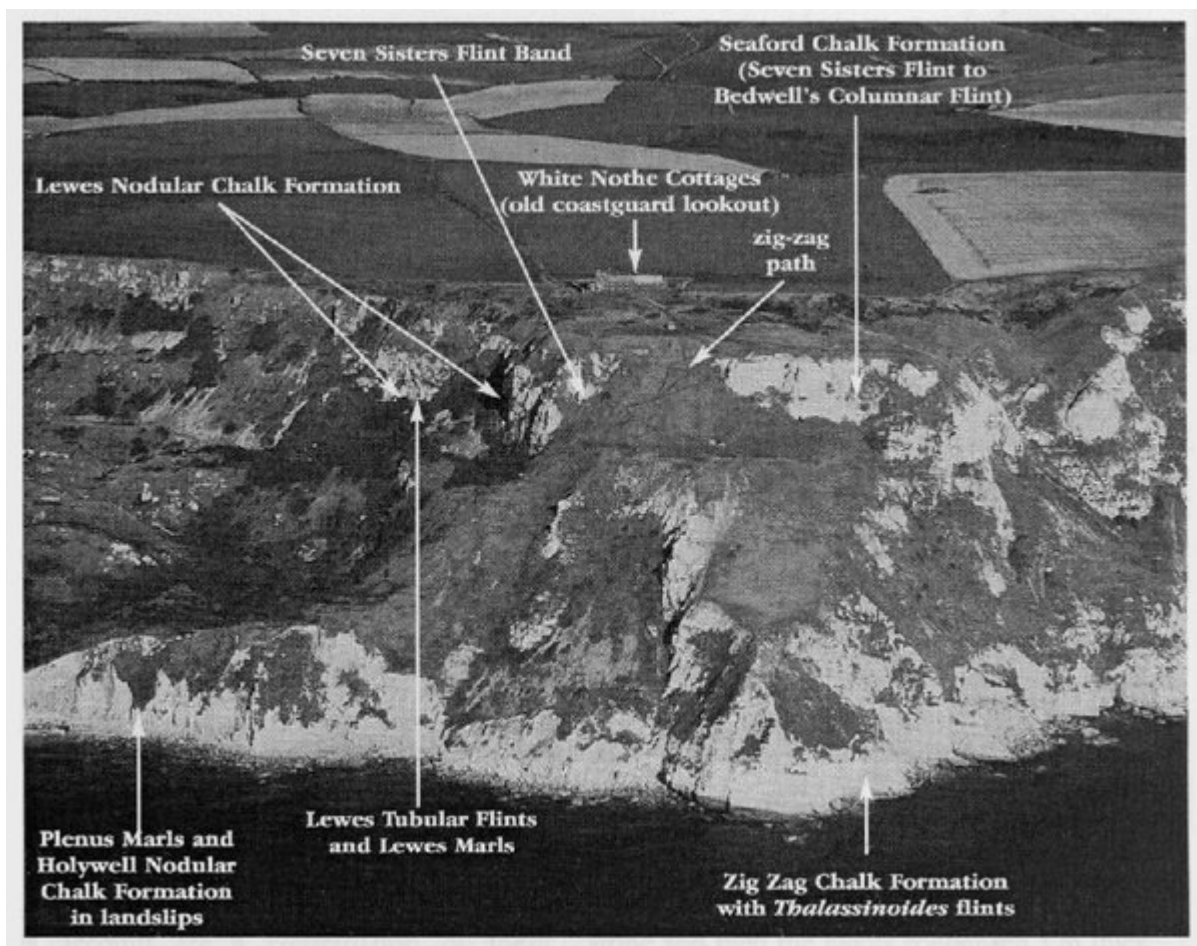 Seven Sisters Flint Band
Seaford Chalk Formation
(Seven Sisters Flint to
Bedwell's Columnar Flint)
Lewes Nodular Chalk Formation
White Nothe Cottages
(old coastguard lookout)
zig-zag
path
Plenus Marls and
Holywell Nodular
Chalk Formation
in landslips
Lewes Tubular Flints
and Lewes Marls
Zig Zag Chalk Formation
with Thalassinoides flints